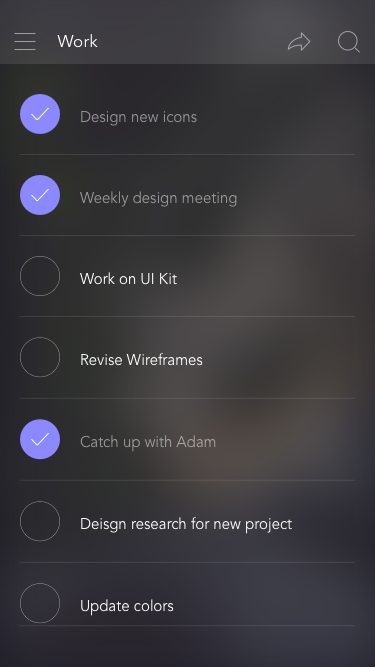 Work
Design new icons
Weekly design meeting
Work on UI Kit
Revise Wireframes
Catch up with Adam
Deisgn research for new project
Update colors